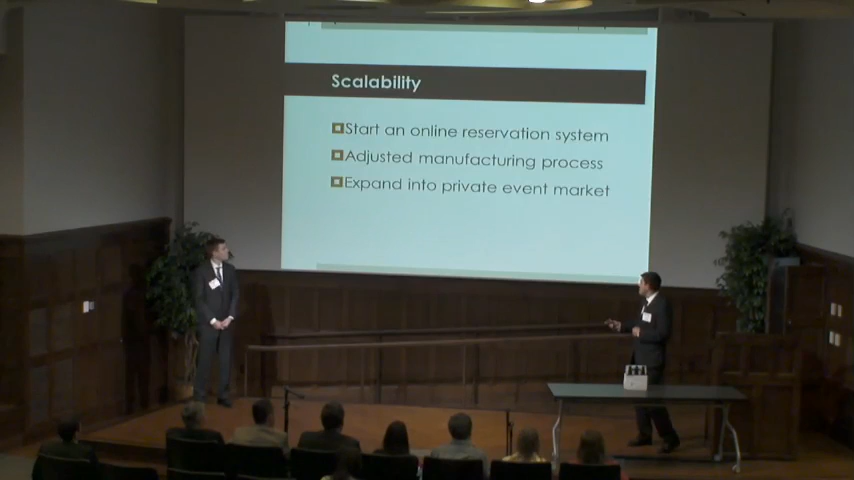 Scalability
Start an online reservation system
Adjusted manufacturing process
Expand into private event market